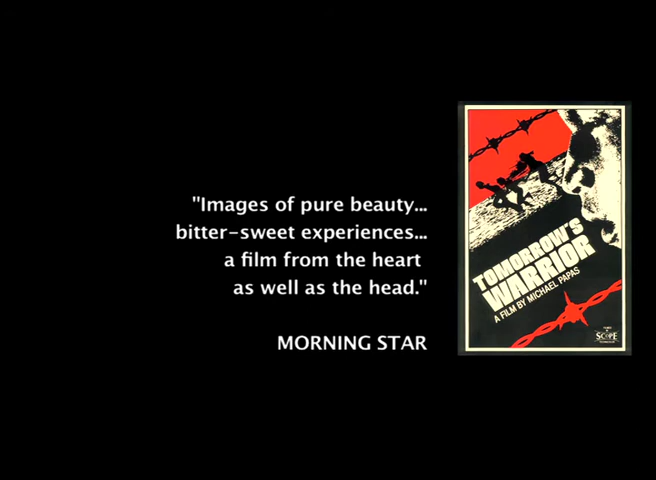 "Images of pure beauty...
bitter-sweet experiences...
a film from the heart
as well as the head."
MORNING STAR
TOMORROW'S
WARRIOR
A FILM BY MICHAEL PAPAS
SCOPE